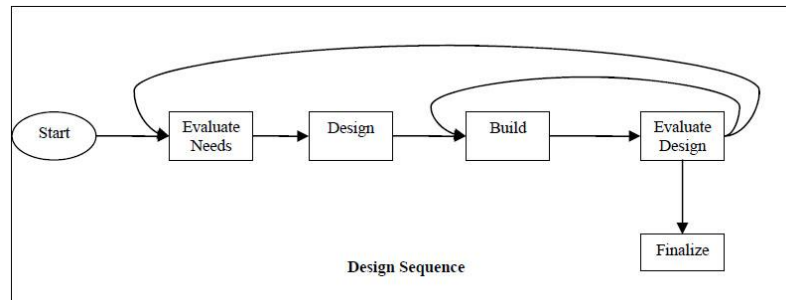 Start
Evaluate
Needs
Design
Build
Evaluate
Design
Finalize
Design Sequence